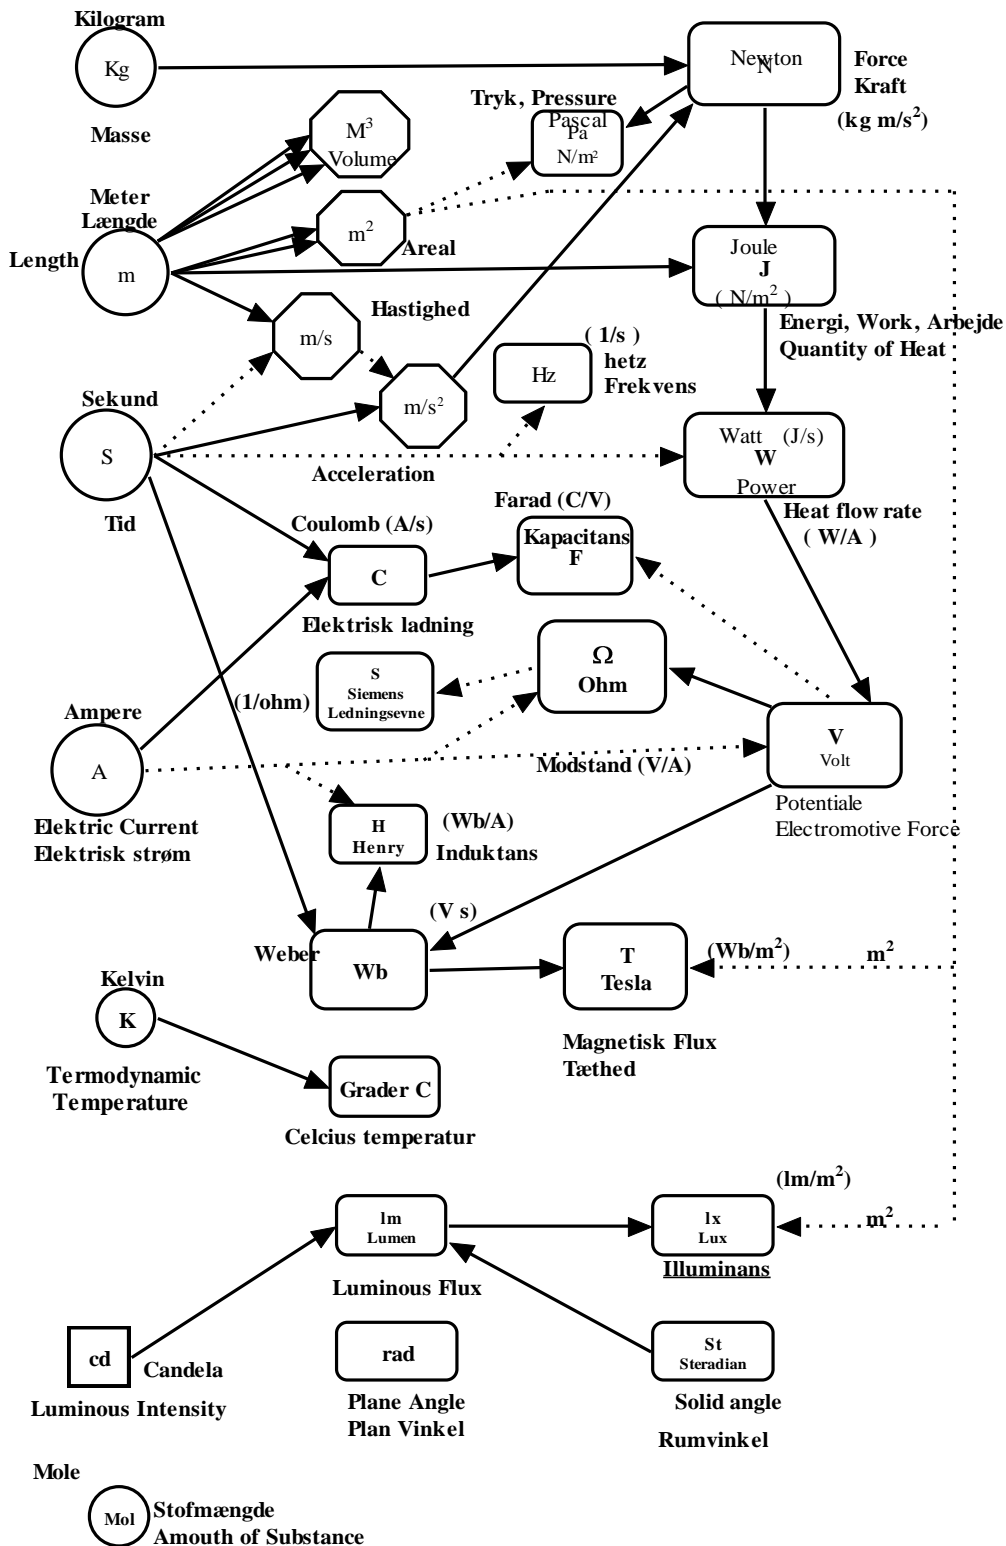 Kilogram
Kg
Masse
Newton
N
Force
Kraft
(kg m/s²)
Tryk, Pressure
Pascal
Pa
N/m²
M³
Volume
Meter
Længde
Length
m
m²
Areal
Joule
J
( N/m² )
Energi, Work, Arbejde
Quantity of Heat
Hastighed
m/s
m/s²
( 1/s )
hetz
Frekvens
Hz
Sekund
S
Tid
Acceleration
Watt (J/s)
W
Power
Heat flow rate
( W/A )
Farad (C/V)
Kapacitans
F
Coulomb (A/s)
C
Elektrisk ladning
Ω
Ohm
S
Siemens
Ledningsevne
(1/ohm)
Ampere
A
Elektric Current
Elektrisk strøm
Modstand (V/A)
V
Volt
Potentiale
Electromotive Force
H
Henry
(Wb/A)
Induktans
(V s)
Weber
Wb
T
Tesla
(Wb/m²)
m²
Magnetisk Flux
Tæthed
Kelvin
K
Termodynamic
Temperature
Grader C
Celcius temperatur
(lm/m²)
lm
Lumen
lx
Lux
m²
Illuminans
Luminous Flux
cd
Candela
Luminous Intensity
rad
Plane Angle
Plan Vinkel
St
Steradian
Solid angle
Rumvinkel
Mole
Mol
Stofmængde
Amouth of Substance